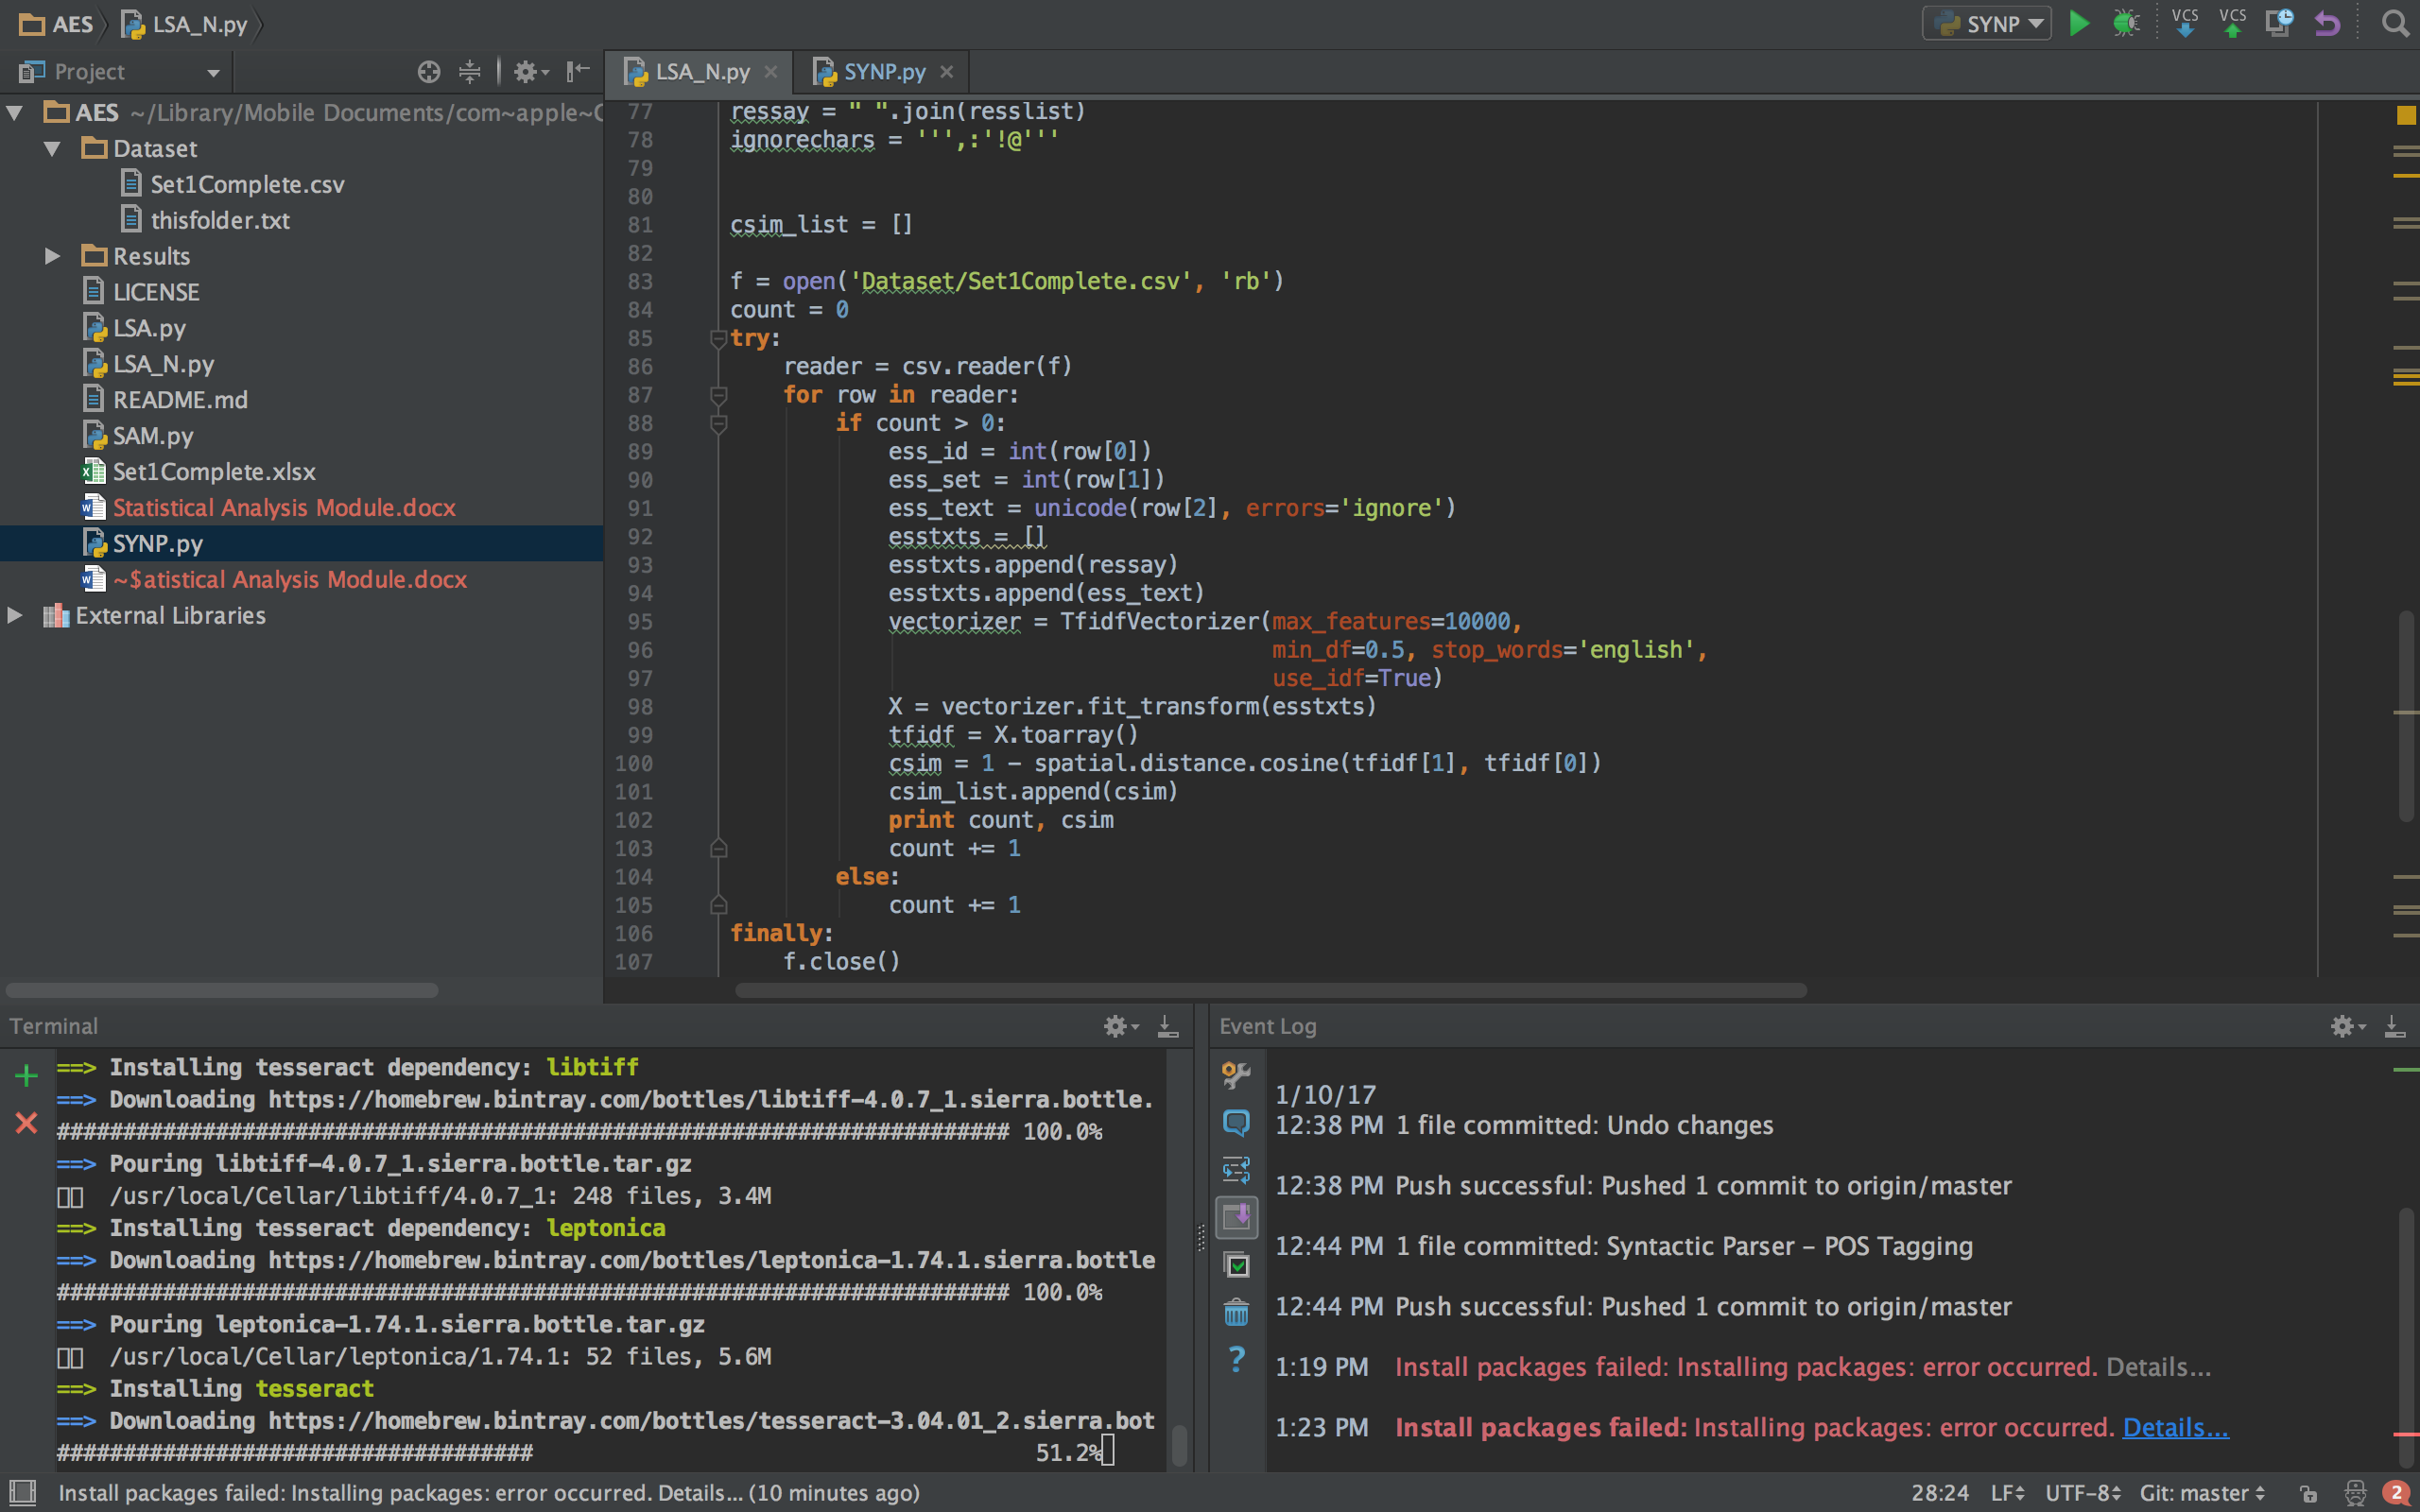 AES
LSA_N.py
SYNP
VCS
VCS
Project
LSA_N.py
SYNP.py
AES ~/Library/Mobile Documents/com~apple~C
Dataset
Set1Complete.csv
thisfolder.txt
Results
LICENSE
LSA.py
LSA_N.py
README.md
SAM.py
Set1Complete.xlsx
Statistical Analysis Module.docx
SYNP.py
~$atistical Analysis Module.docx
External Libraries
77 ressay = " ".join(resslist)
78 ignorechars = ''',:'!@'''
79
80
81 csim_list = []
82
83 f = open('Dataset/Set1Complete.csv', 'rb')
84 count = 0
85 try:
86 reader = csv.reader(f)
87 for row in reader:
88 if count > 0:
89 ess_id = int(row[0])
90 ess_set = int(row[1])
91 ess_text = unicode(row[2], errors='ignore')
92 esstxts = []
93 esstxts.append(ressay)
94 esstxts.append(ess_text)
95 vectorizer = TfidfVectorizer(max_features=10000,
96 min_df=0.5, stop_words='english',
97 use_idf=True)
98 X = vectorizer.fit_transform(esstxts)
99 tfidf = X.toarray()
100 csim = 1 - spatial.distance.cosine(tfidf[1], tfidf[0])
101 csim_list.append(csim)
102 print count, csim
103 count += 1
104 else:
105 count += 1
106 finally:
107 f.close()
Terminal
==> Installing tesseract dependency: libtiff
==> Downloading https://homebrew.bintray.com/bottles/libtiff-4.0.7_1.sierra.bottle.
######################################################################## 100.0%
==> Pouring libtiff-4.0.7_1.sierra.bottle.tar.gz
/usr/local/Cellar/libtiff/4.0.7_1: 248 files, 3.4M
==> Installing tesseract dependency: leptonica
==> Downloading https://homebrew.bintray.com/bottles/leptonica-1.74.1.sierra.bottle
######################################################################## 100.0%
==> Pouring leptonica-1.74.1.sierra.bottle.tar.gz
/usr/local/Cellar/leptonica/1.74.1: 52 files, 5.6M
==> Installing tesseract
==> Downloading https://homebrew.bintray.com/bottles/tesseract-3.04.01_2.sierra.bot
#################################### 51.2%
Event Log
1/10/17
12:38 PM 1 file committed: Undo changes
12:38 PM Push successful: Pushed 1 commit to origin/master
12:44 PM 1 file committed: Syntactic Parser – POS Tagging
12:44 PM Push successful: Pushed 1 commit to origin/master
1:19 PM Install packages failed: Installing packages: error occurred. Details...
1:23 PM Install packages failed: Installing packages: error occurred. Details...
Install packages failed: Installing packages: error occurred. Details... (10 minutes ago)
28:24 LF UTF-8 Git: master 2